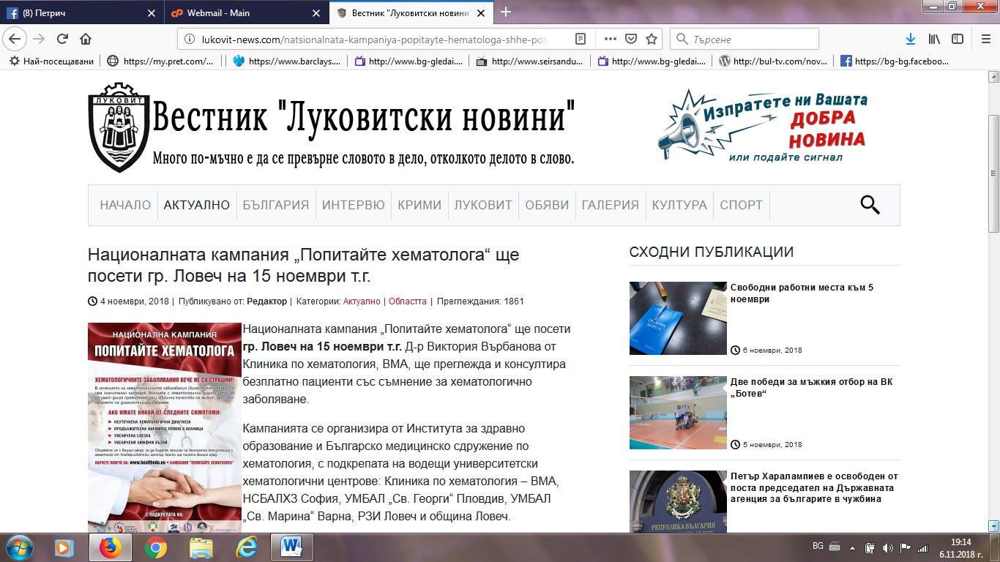 (8) Петрич
Webmail - Main
Вестник "Луковитски новини"
lukovit-news.com/natsionalnata-kampaniya-popitayte-hematologa-shhe-pos
Търсене
Най-посещавани
https://my.pret.com/...
https://www.barclays....
http://www.bg-gledai....
http://www.seirsandu...
http://www.bg-gledai....
http://bul-tv.com/nov...
https://bg-bg.faceboo...
ЛУКОВИТ
Вестник "Луковитски новини"
Много по-мъчно е да се превърне словото в дело, отколкото делото в слово.
Изпратете ни Вашата
ДОБРА
НОВИНА
или подайте сигнал
НАЧАЛО
АКТУАЛНО
БЪЛГАРИЯ
ИНТЕРВЮ
КРИМИ
ЛУКОВИТ
ОБЯВИ
ГАЛЕРИЯ
КУЛТУРА
СПОРТ
Националната кампания „Попитайте хематолога“ ще
посети гр. Ловеч на 15 ноември т.г.
4 ноември, 2018 | Публикувано от: Редактор | Категории: Актуално | Областта | Преглеждания: 1861
НАЦИОНАЛНА КАМПАНИЯ
ПОПИТАЙТЕ ХЕМАТОЛОГА
ХЕМАТОЛОГИЧНИТЕ ЗАБОЛЯВАНИЯ ВЕЧЕ НЕ СА СТРАШНИ!
АКО ИМАТЕ НЯКОЙ ОТ СЛЕДНИТЕ СИМПТОМИ:
НЕУТОЧНЕНА ХЕМАТОЛОГИЧНА ДИАГНОЗА
ПРОДЪЛЖИТЕЛНА АНЕМИЯ С ПРИЕМ В БОЛНИЦА
УВЕЛИЧЕНА СЛЕЗКА
УВЕЛИЧЕНИ ЛИМФНИ ВЪЗЛИ
НАУЧЕТЕ ПОВЕЧЕ НА: www.healthedu.eu • КАМПАНИЯ "ПОПИТАЙТЕ ХЕМАТОЛОГА"
С ПОДКРЕПАТА НА:
NOVARTIS
Националната кампания „Попитайте хематолога“ ще посети
гр. Ловеч на 15 ноември т.г. Д-р Виктория Върбанова от
Клиника по хематология, ВМА, ще преглежда и консултира
безплатно пациенти със съмнение за хематологично
заболяване.
Кампанията се организира от Института за здравно
образование и Българско медицинско сдружение по
хематология, с подкрепата на водещи университетски
хематологични центрове: Клиника по хематология – ВМА,
НСБАЛХЗ София, УМБАЛ „Св. Георги“ Пловдив, УМБАЛ
„Св. Марина“ Варна, РЗИ Ловеч и община Ловеч.
СХОДНИ ПУБЛИКАЦИИ
Свободни работни места към 5
ноември
6 ноември, 2018
Две победи за мъжкия отбор на ВК
„Ботев“
5 ноември, 2018
Петър Харалампиев е освободен от
поста председател на Държавната
агенция за българите в чужбина
РЕПУБЛИКА БЪЛГАРИЯ
BG
19:14
6.11.2018 г.